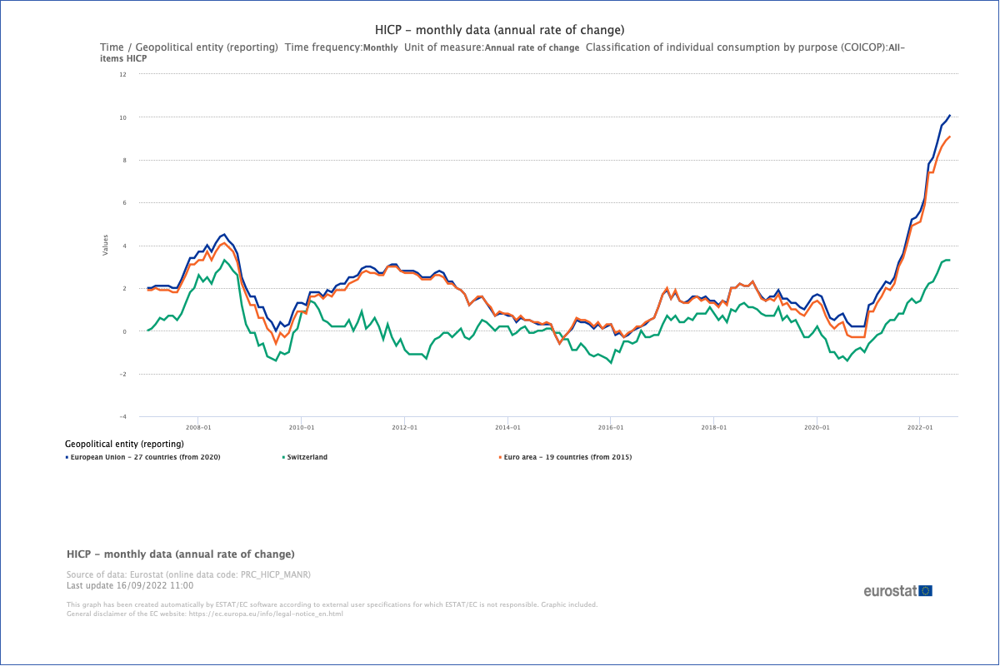 HICP - monthly data (annual rate of change)
Time / Geopolitical entity (reporting)  Time frequency:Monthly  Unit of measure:Annual rate of change  Classification of individual consumption by purpose (COICOP):All-
items HICP
12
10
8
6
4
2
0
-2
-4
Values
2008-01 2010-01 2012-01 2014-01 2016-01 2018-01 2020-01 2022-01
Geopolitical entity (reporting)
European Union - 27 countries (from 2020) Switzerland Euro area - 19 countries (from 2015)
HICP - monthly data (annual rate of change)
Source of data: Eurostat (online data code: PRC_HICP_MANR)
Last update 16/09/2022 11:00
eurostat
This graph has been created automatically by ESTAT/EC software according to external user specifications for which ESTAT/EC is not responsible. Graphic included.
General disclaimer of the EC website: https://ec.europa.eu/info/legal-notice_en.html